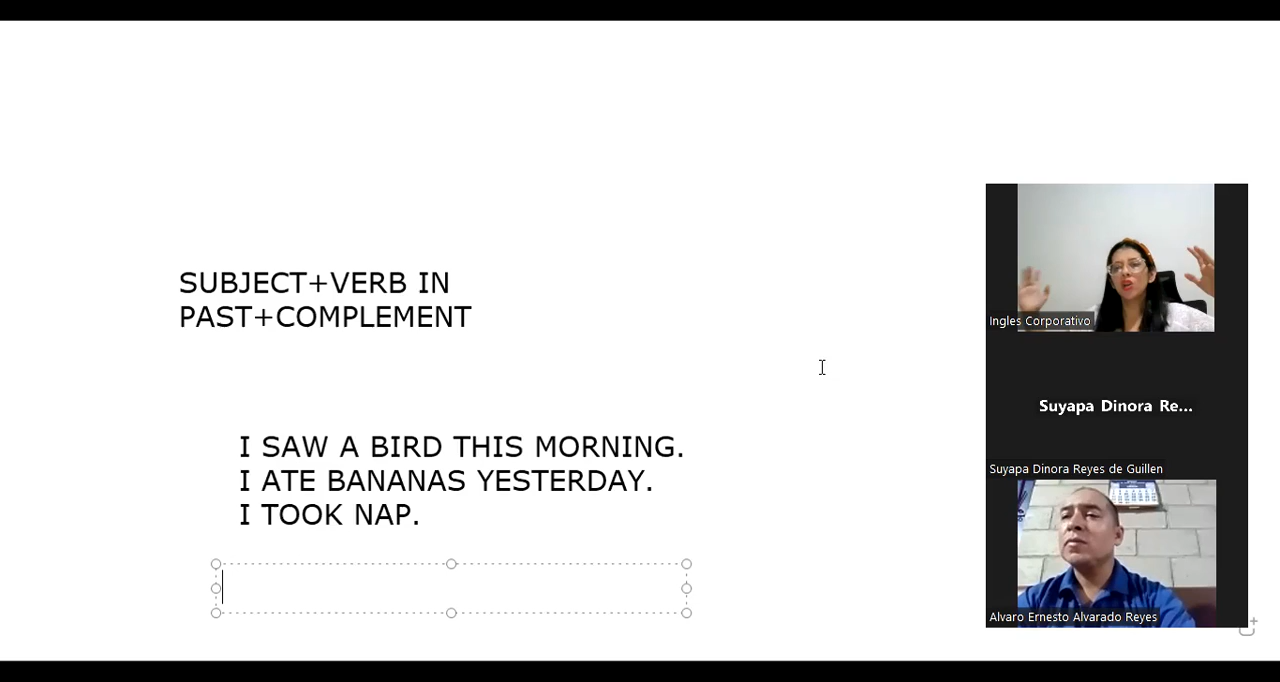 SUBJECT+VERB IN
PAST+COMPLEMENT
I SAW A BIRD THIS MORNING.
I ATE BANANAS YESTERDAY.
I TOOK NAP.
Ingles Corporativo
Suyapa Dinora Re...
Suyapa Dinora Reyes de Guillen
Alvaro Ernesto Alvarado Reyes